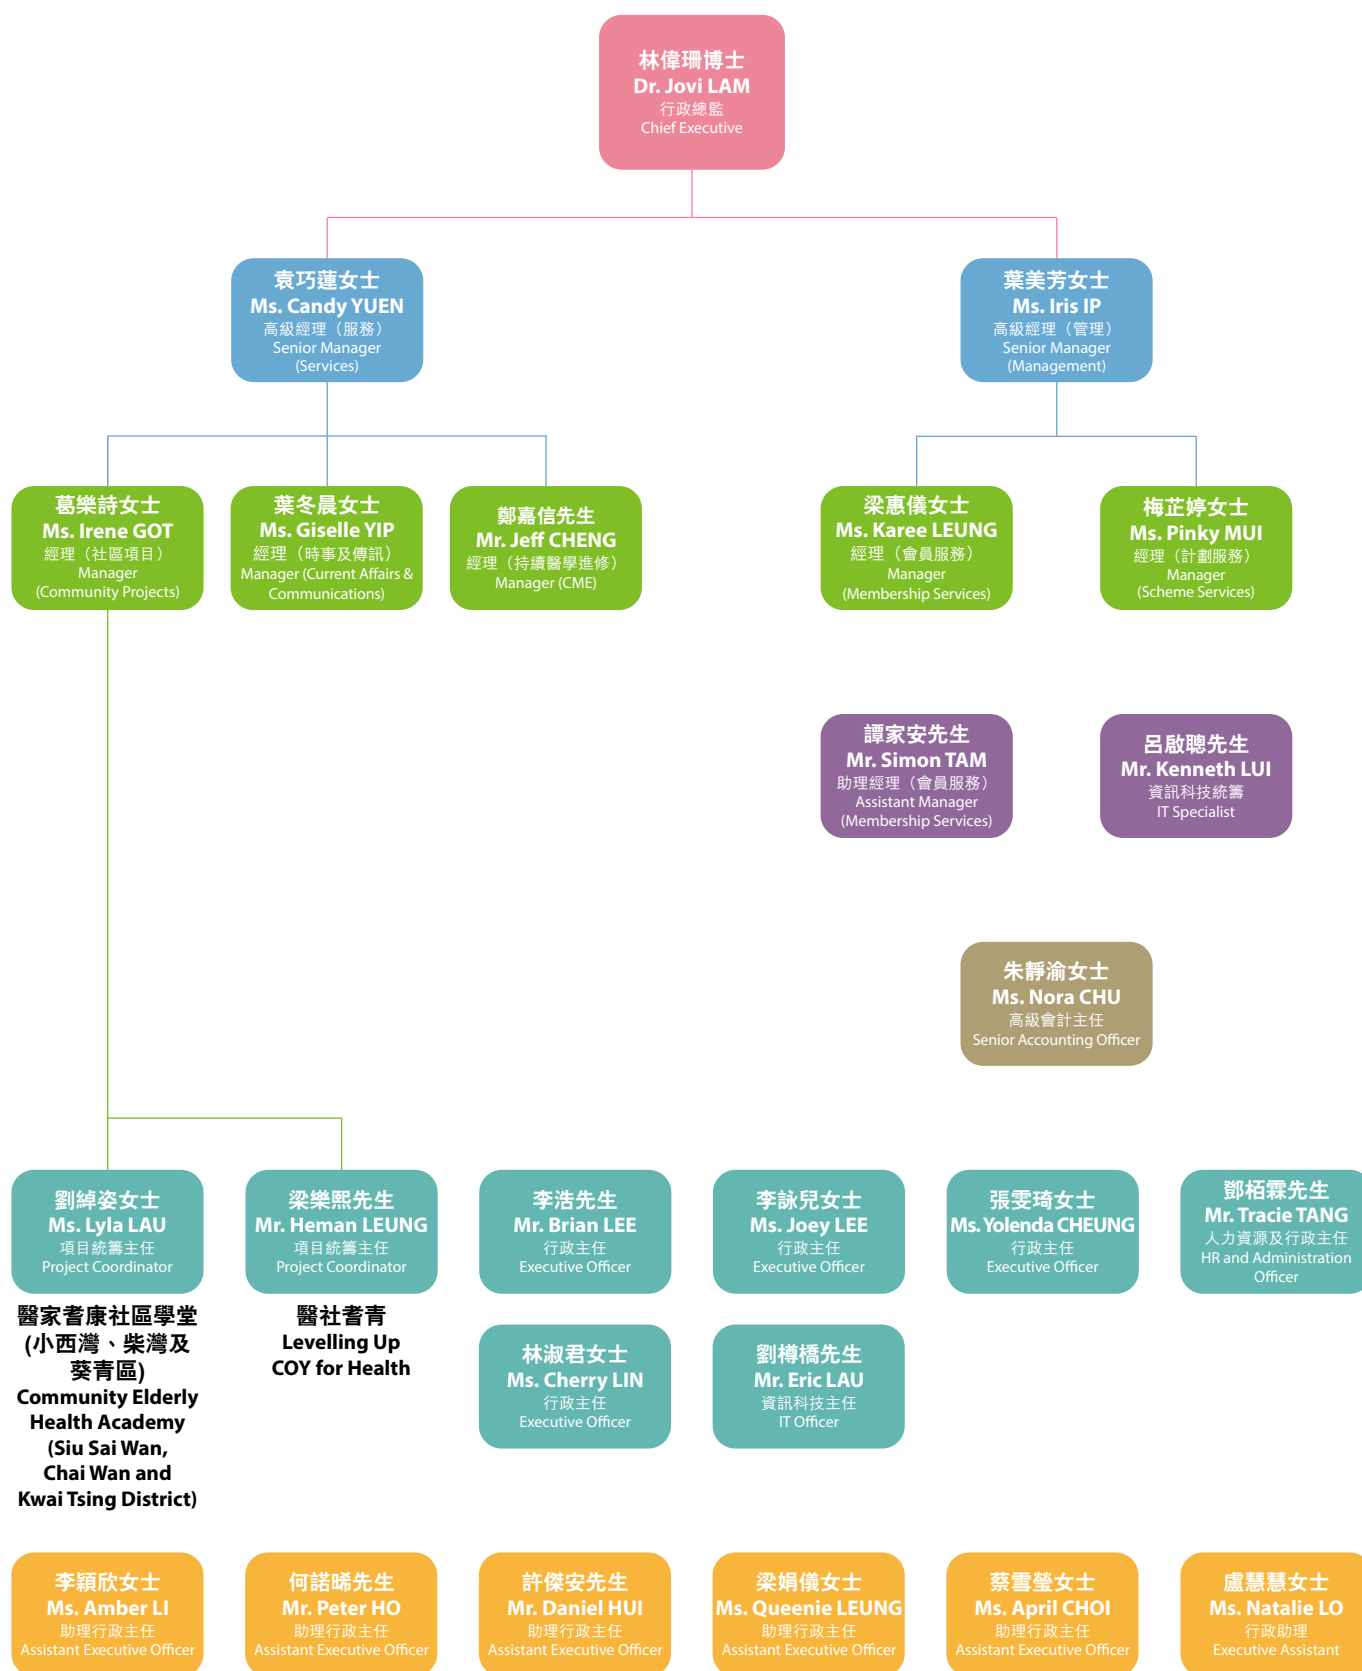 林偉珊博士
Dr. Jovi LAM
行政總監
Chief Executive
袁巧蓮女士
Ms. Candy YUEN
高級經理（服務）
Senior Manager
(Services)
葉美芳女士
Ms. Iris IP
高級經理（管理）
Senior Manager
(Management)
葛樂詩女士
Ms. Irene GOT
經理（社區項目）
Manager
(Community Projects)
葉冬晨女士
Ms. Giselle YIP
經理（時事及傳訊）
Manager (Current Affairs &
Communications)
鄭嘉信先生
Mr. Jeff CHENG
經理（持續醫學進修）
Manager (CME)
梁惠儀女士
Ms. Karee LEUNG
經理（會員服務）
Manager
(Membership Services)
梅芷婷女士
Ms. Pinky MUI
經理（計劃服務）
Manager
(Scheme Services)
譚家安先生
Mr. Simon TAM
助理經理（會員服務）
Assistant Manager
(Membership Services)
呂啟聰先生
Mr. Kenneth LUI
資訊科技統籌
IT Specialist
朱靜渝女士
Ms. Nora CHU
高級會計主任
Senior Accounting Officer
劉綽姿女士
Ms. Lyla LAU
項目統籌主任
Project Coordinator
梁樂熙先生
Mr. Heman LEUNG
項目統籌主任
Project Coordinator
李浩先生
Mr. Brian LEE
行政主任
Executive Officer
李詠兒女士
Ms. Joey LEE
行政主任
Executive Officer
張雯琦女士
Ms. Yolenda CHEUNG
行政主任
Executive Officer
鄧栢霖先生
Mr. Tracie TANG
人力資源及行政主任
HR and Administration
Officer
醫家耆康社區學堂
(小西灣、柴灣及
葵青區)
Community Elderly
Health Academy
(Siu Sai Wan,
Chai Wan and
Kwai Tsing District)
醫社耆青
Levelling Up
COY for Health
林淑君女士
Ms. Cherry LIN
行政主任
Executive Officer
劉樽橋先生
Mr. Eric LAU
資訊科技主任
IT Officer
李穎欣女士
Ms. Amber LI
助理行政主任
Assistant Executive Officer
何諾晞先生
Mr. Peter HO
助理行政主任
Assistant Executive Officer
許傑安先生
Mr. Daniel HUI
助理行政主任
Assistant Executive Officer
梁娟儀女士
Ms. Queenie LEUNG
助理行政主任
Assistant Executive Officer
蔡雪瑩女士
Ms. April CHOI
助理行政主任
Assistant Executive Officer
盧慧慧女士
Ms. Natalie LO
行政助理
Executive Assistant